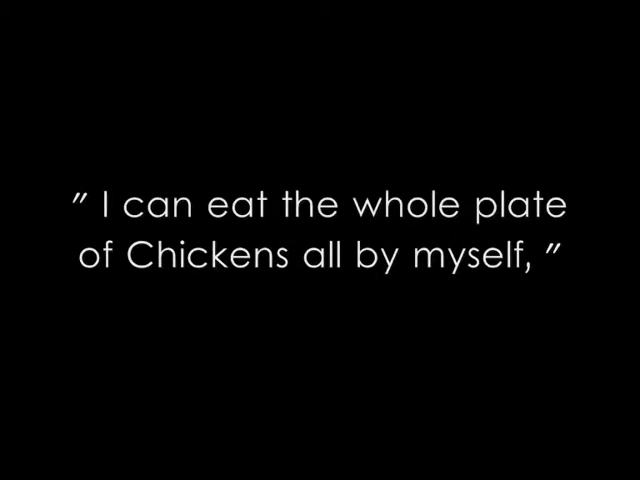 " I can eat the whole plate
of Chickens all by myself, "